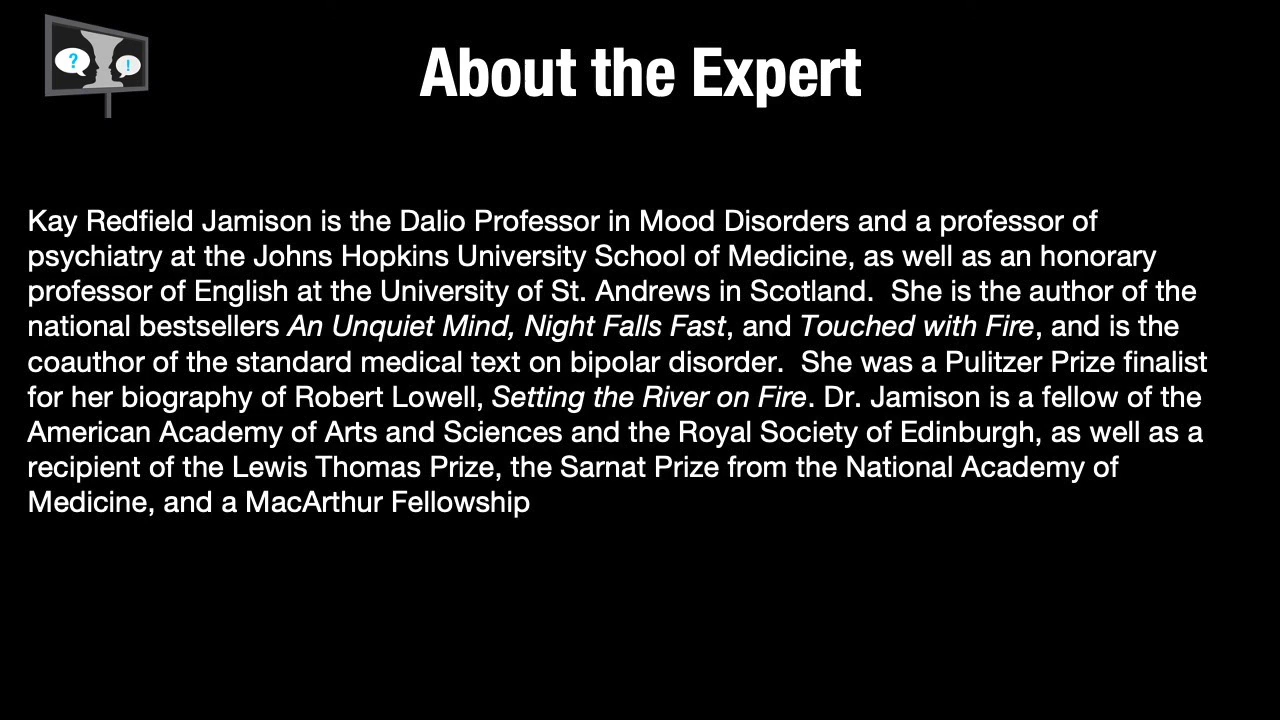 ? !
About the Expert
Kay Redfield Jamison is the Dalio Professor in Mood Disorders and a professor of
psychiatry at the Johns Hopkins University School of Medicine, as well as an honorary
professor of English at the University of St. Andrews in Scotland.  She is the author of the
national bestsellers An Unquiet Mind, Night Falls Fast, and Touched with Fire, and is the
coauthor of the standard medical text on bipolar disorder.  She was a Pulitzer Prize finalist
for her biography of Robert Lowell, Setting the River on Fire. Dr. Jamison is a fellow of the
American Academy of Arts and Sciences and the Royal Society of Edinburgh, as well as a
recipient of the Lewis Thomas Prize, the Sarnat Prize from the National Academy of
Medicine, and a MacArthur Fellowship